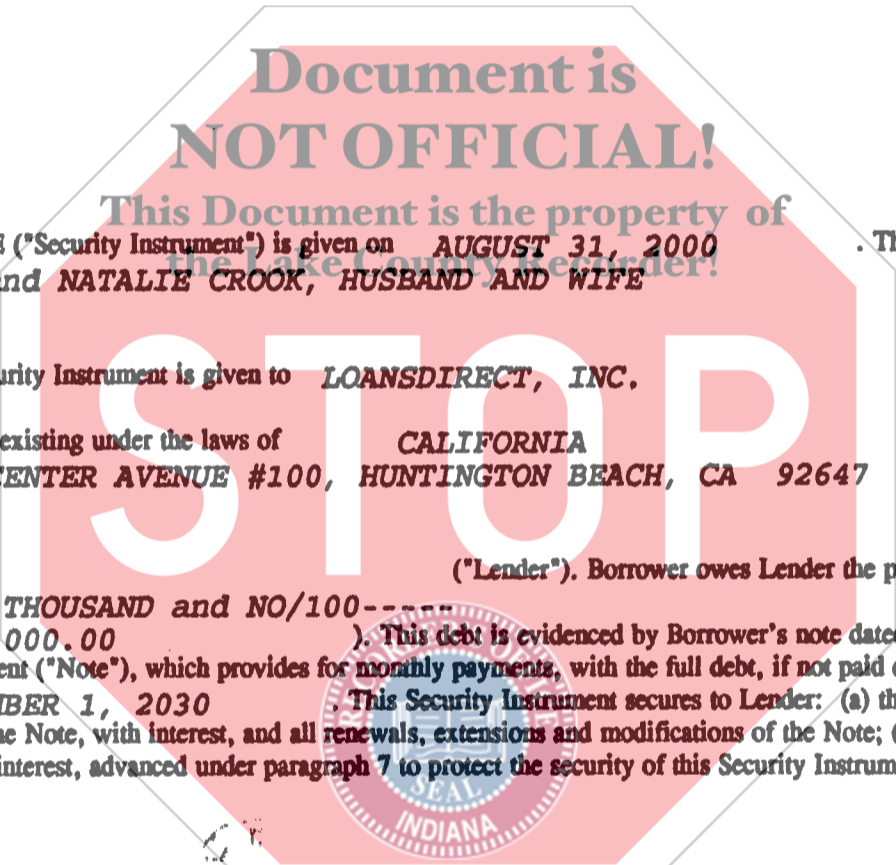 Document is
NOT OFFICIAL!
This Document is the property of
the Lake County Recorder!
("Security Instrument") is given on AUGUST 31, 2000 . Th
nd NATALIE CROOK, HUSBAND AND WIFE
STOP
urity Instrument is given to LOANSDIRECT, INC.
existing under the laws of CALIFORNIA
CENTER AVENUE #100, HUNTINGTON BEACH, CA 92647
("Lender"). Borrower owes Lender the p
THOUSAND and NO/100-----
000.00 ). This debt is evidenced by Borrower's note date
ent ("Note"), which provides for monthly payments, with the full debt, if not paid
BER 1, 2030 . This Security Instrument secures to Lender: (a) th
e Note, with interest, and all renewals, extensions and modifications of the Note; (
interest, advanced under paragraph 7 to protect the security of this Security Instrum
SEAL
INDIANA